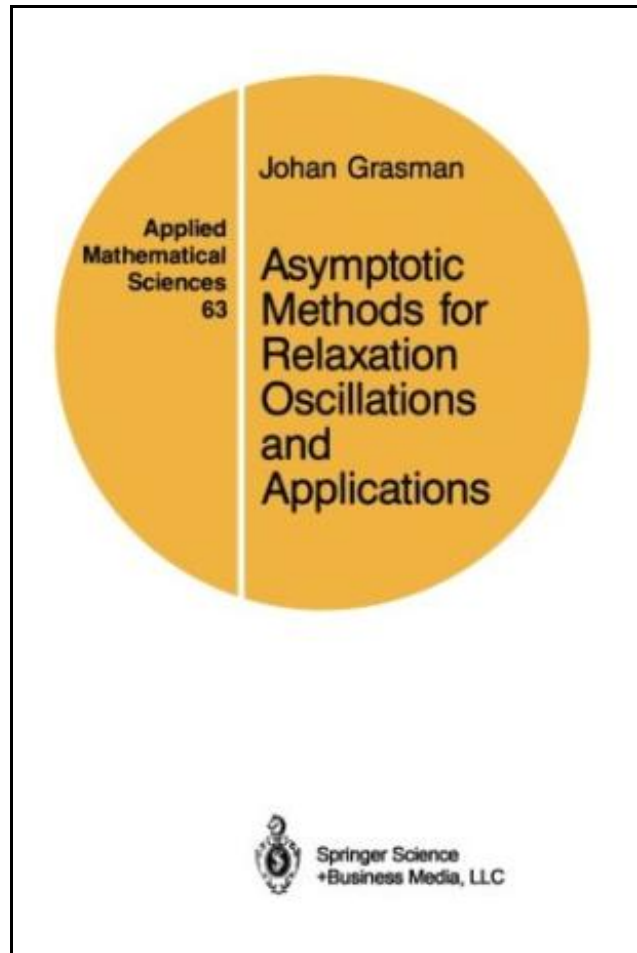 Johan Grasman
Applied
Mathematical
Sciences
63
Asymptotic
Methods for
Relaxation
Oscillations
and
Applications
Springer Science
+Business Media, LLC